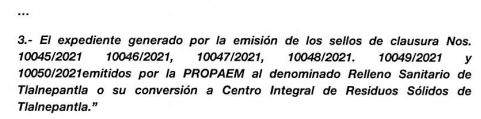 ...
3.- El expediente generado por la emisión de los sellos de clausura Nos.
10045/2021 10046/2021, 10047/2021, 10048/2021. 10049/2021 y
10050/2021emitidos por la PROPAEM al denominado Relleno Sanitario de
Tlalnepantla o su conversión a Centro Integral de Residuos Sólidos de
Tlalnepantla.”